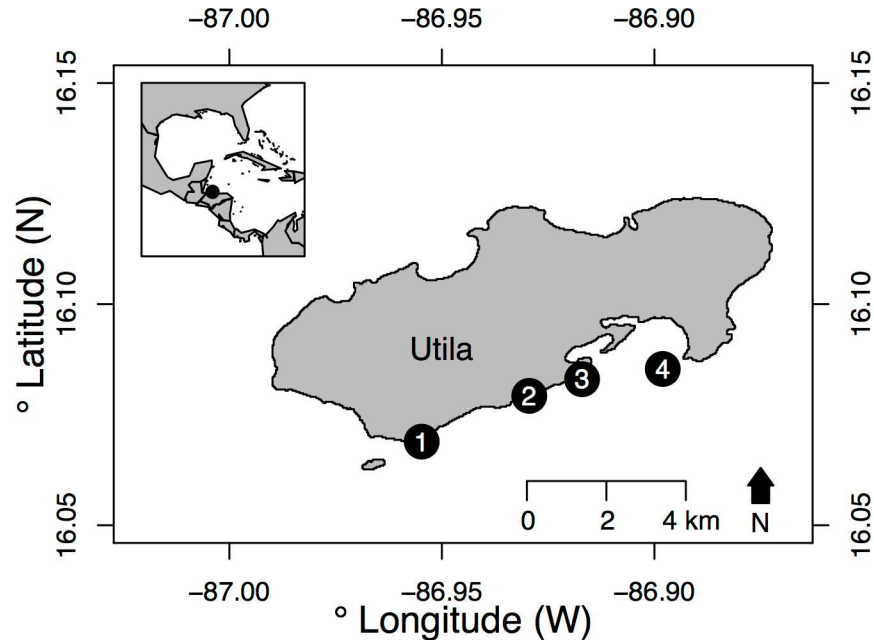 −87.00 −86.95 −86.90
16.15 16.15
16.10 16.10
16.05 16.05
° Latitude (N)
Utila
1 2 3 4
0 2 4 km
N
−87.00 −86.95 −86.90
° Longitude (W)